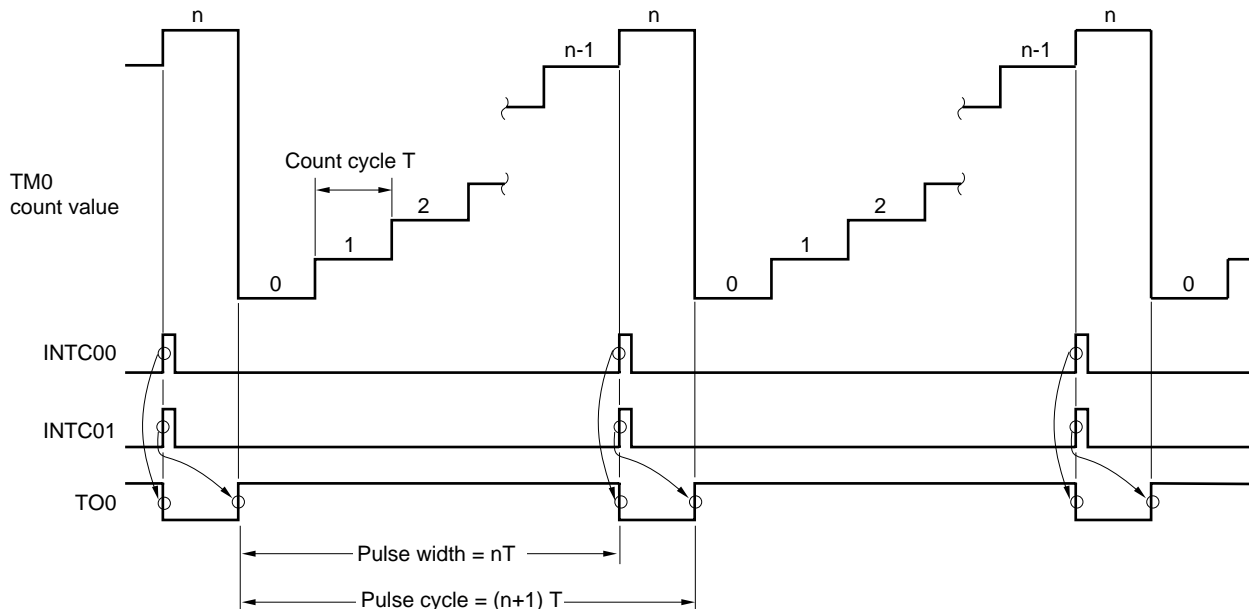 n
n
n
n-1
n-1
Count cycle T
TM0
count value
2
2
1
1
0
0
0
INTC00
INTC01
TO0
Pulse width = nT
Pulse cycle = (n+1) T